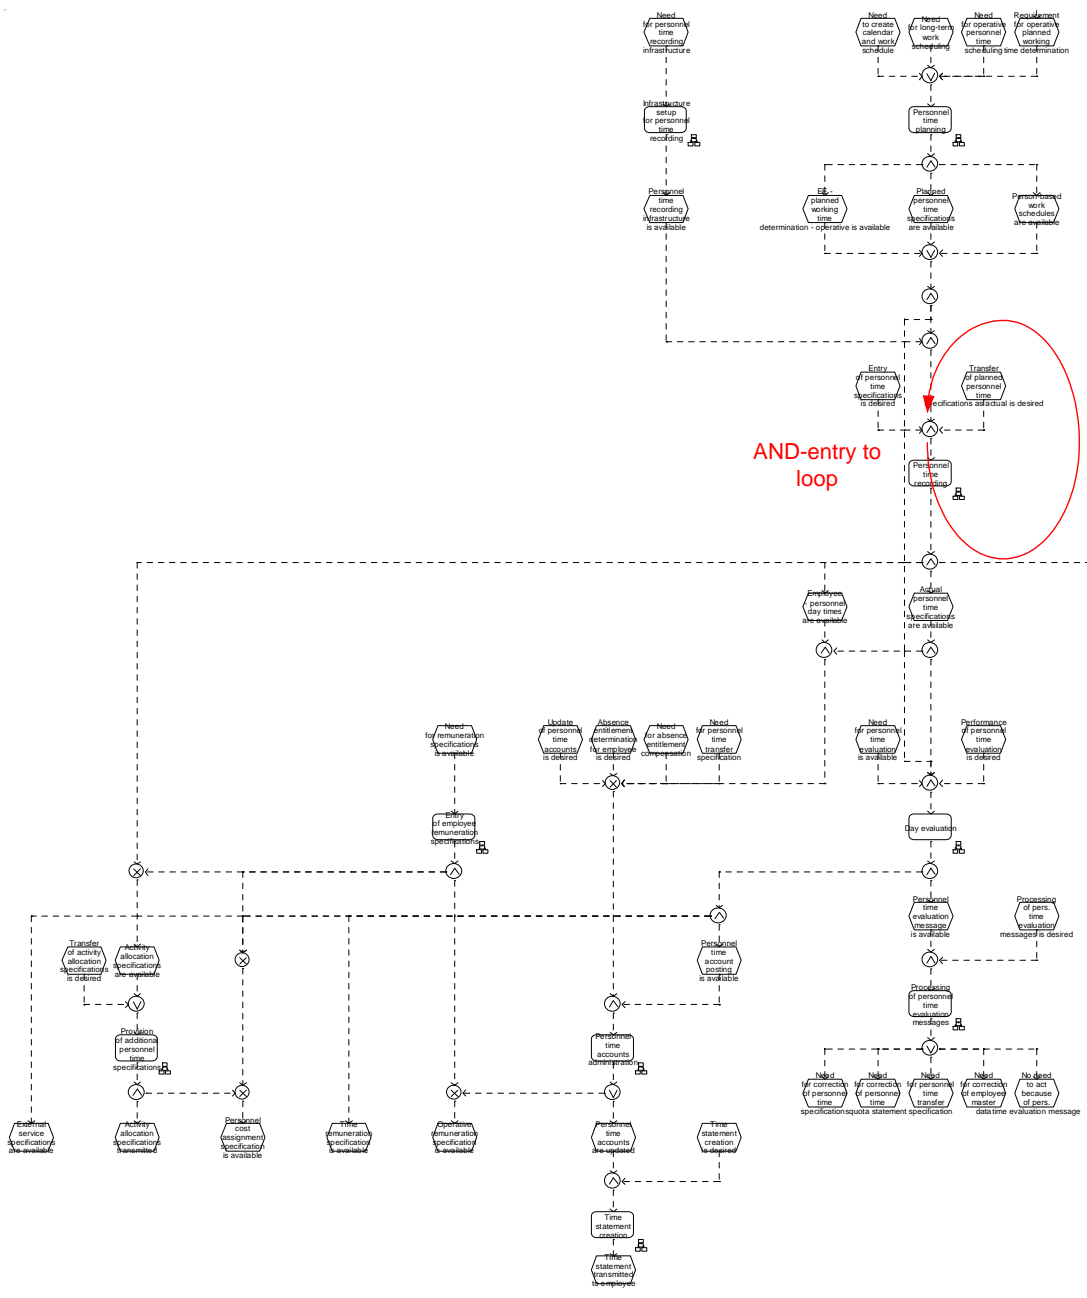 Need
for personnel
time
recording
infrastructure
Need
to create
calendar
and work
schedule
Need
for long-term
work
scheduling
Need
for operative
personnel
time
scheduling
Requirement
for operative
planned
working
time determination
Infrastructure
setup
for personnel
time
recording
Personnel
time
planning
Personnel
time
recording
infrastructure
is available
EE -
planned
working
time
determination - operative is available
Planned
personnel
time
specifications
are available
Person-based
work
schedules
are available
Entry
of personnel
time
specifications
is desired
Transfer
of planned
personnel
time
specifications as actual is desired
AND-entry to
loop
Personnel
time
recording
Employee
- personnel
day times
are available
Actual
personnel
time
specifications
are available
Need
for remuneration
specifications
is available
Update
of personnel
time
accounts
is desired
Absence
entitlement
determination
for employee
is desired
Need
for absence
entitlement
compensation
Need
for personnel
time
transfer
specification
Need
for personnel
time
evaluation
is available
Performance
of personnel
time
evaluation
is desired
Entry
of employee
remuneration
specifications
Day evaluation
Transfer
of activity
allocation
specifications
is desired
Activity
allocation
specifications
are available
Personnel
time
account
posting
is available
Personnel
time
evaluation
message
is available
Processing
of pers.
time
evaluation
messages is desired
Provision
of additional
personnel
time
specifications
Personnel
time
accounts
administration
Processing
of personnel
time
evaluation
messages
Need
for correction
of personnel
time
specifications
Need
for correction
of personnel
time
quota statement
Need
for personnel
time
transfer
specification
Need
for correction
of employee
master
data
No need
to act
because
of pers.
time evaluation message
External
service
specifications
are available
Activity
allocation
specifications
transmitted
Personnel
cost
assignment
specification
is available
Time
remuneration
specification
is available
Operative
remuneration
specification
is available
Personnel
time
accounts
are updated
Time
statement
creation
is desired
Time
statement
creation
Time
statement
transmitted
to employee